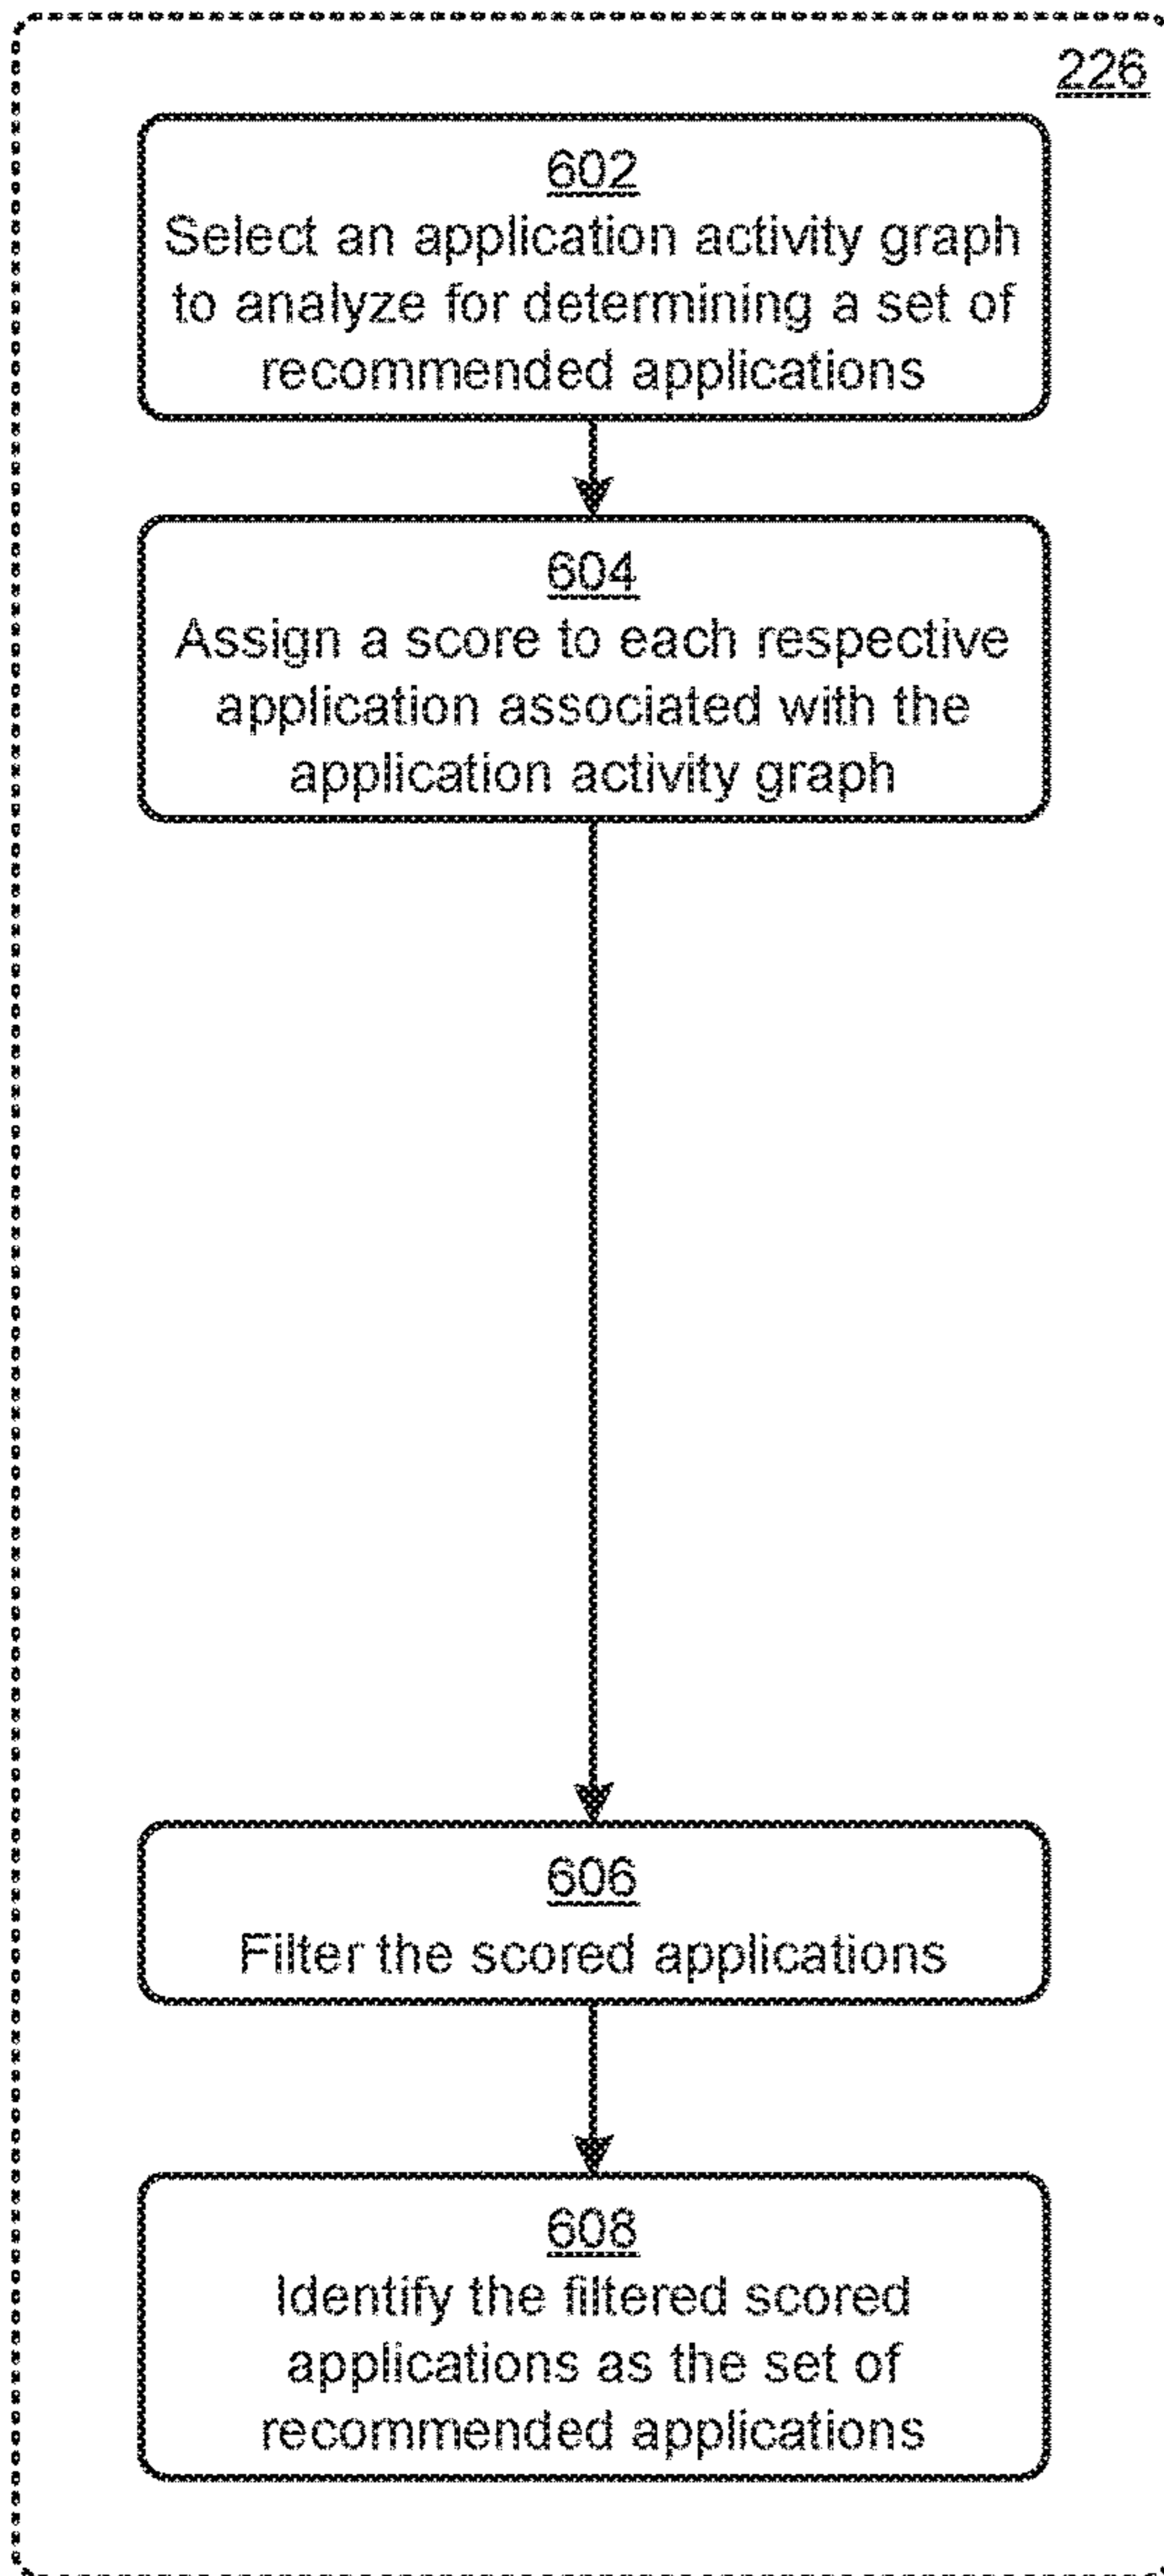 226
602
Select an application activity graph
to analyze for determining a set of
recommended applications
604
Assign a score to each respective
application associated with the
application activity graph
606
Filter the scored applications
608
Identify the filtered scored
applications as the set of
recommended applications